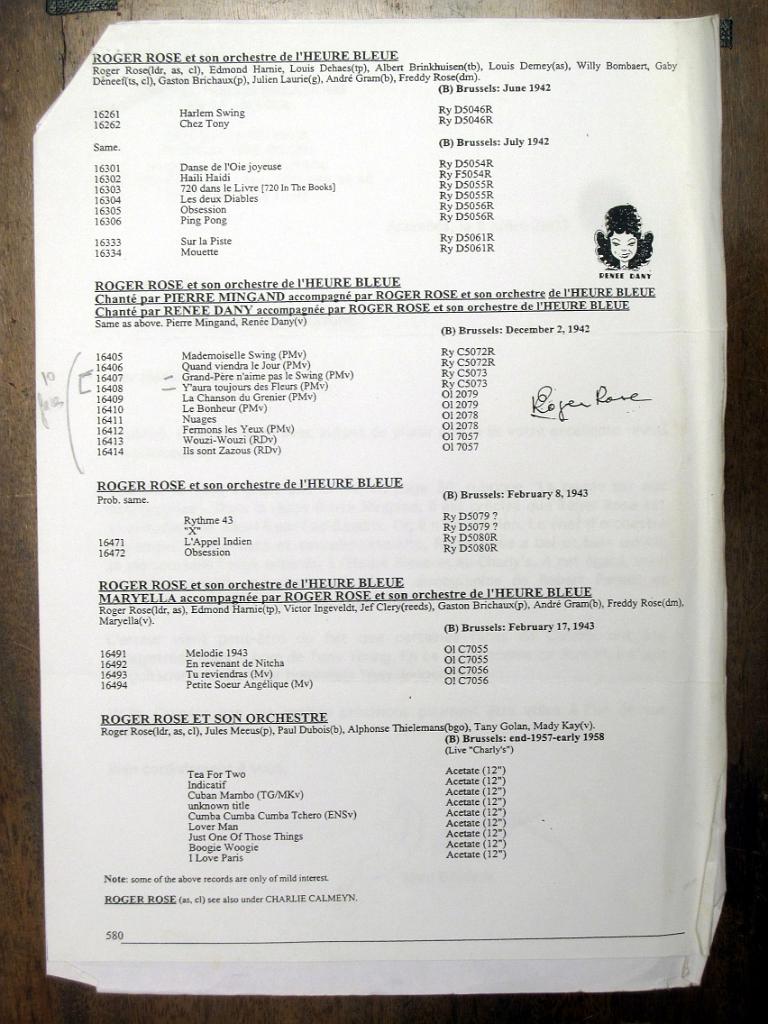 ROGER ROSE et son orchestre de l'HEURE BLEUE
Roger Rose(ldr, as, cl), Edmond Harnie, Louis Dehaes(tp), Albert Brinkhuisen(tb), Louis Demey(as), Willy Bombaert, Gaby
Deneef(ts, cl), Gaston Brichaux(p), Julien Laurie(g), André Gram(b), Freddy Rose(dm).
(B) Brussels: June 1942
16261 Harlem Swing Ry D5046R
16262 Chez Tony Ry D5046R
Same. (B) Brussels: July 1942
16301 Danse de l'Oie joyeuse Ry D5054R
16302 Haili Haidi Ry F5054R
16303 720 dans le Livre [720 In The Books] Ry D5055R
16304 Les deux Diables Ry D5055R
16305 Obsession Ry D5056R
16306 Ping Pong Ry D5056R
16333 Sur la Piste Ry D5061R
16334 Mouette Ry D5061R
RENEE DANY
ROGER ROSE et son orchestre de l'HEURE BLEUE
Chanté par PIERRE MINGAND accompagné par ROGER ROSE et son orchestre de l'HEURE BLEUE
Chanté par RENEE DANY accompagnée par ROGER ROSE et son orchestre de l'HEURE BLEUE
Same as above. Pierre Mingand, Renée Dany(v)
(B) Brussels: December 2, 1942
16405 Mademoiselle Swing (PMv) Ry C5072R
16406 Quand viendra le Jour (PMv) Ry C5072R
16407 Grand-Père n'aime pas le Swing (PMv) Ry C5073
16408 Y'aura toujours des Fleurs (PMv) Ry C5073
16409 La Chanson du Grenier (PMv) Ol 2079
16410 Le Bonheur (PMv) Ol 2079
16411 Nuages Ol 2078
16412 Fermons les Yeux (PMv) Ol 2078
16413 Wouzi-Wouzi (RDv) Ol 7057
16414 Ils sont Zazous (RDv) Ol 7057
10
Roger Rose
ROGER ROSE et son orchestre de l'HEURE BLEUE
Prob. same. (B) Brussels: February 8, 1943
Rythme 43 Ry D5079 ?
"X" Ry D5079 ?
16471 L'Appel Indien Ry D5080R
16472 Obsession Ry D5080R
ROGER ROSE et son orchestre de l'HEURE BLEUE
MARYELLA accompagnée par ROGER ROSE et son orchestre de l'HEURE BLEUE
Roger Rose(ldr, as), Edmond Harnie(tp), Victor Ingeveldt, Jef Clery(reeds), Gaston Brichaux(p), André Gram(b), Freddy Rose(dm),
Maryella(v).
(B) Brussels: February 17, 1943
16491 Melodie 1943 Ol C7055
16492 En revenant de Nitcha Ol C7055
16493 Tu reviendras (Mv) Ol C7056
16494 Petite Soeur Angélique (Mv) Ol C7056
ROGER ROSE ET SON ORCHESTRE
Roger Rose(ldr, as, cl), Jules Meeus(p), Paul Dubois(b), Alphonse Thielemans(bgo), Tany Golan, Mady Kay(v).
(B) Brussels: end-1957-early 1958
(Live "Charly's")
Tea For Two Acetate (12")
Indicatif Acetate (12")
Cuban Mambo (TG/MKv) Acetate (12")
unknown title Acetate (12")
Cumba Cumba Cumba Tchero (ENSv) Acetate (12")
Lover Man Acetate (12")
Just One Of Those Things Acetate (12")
Boogie Woogie Acetate (12")
I Love Paris Acetate (12")
Note: some of the above records are only of mild interest.
ROGER ROSE (as, cl) see also under CHARLIE CALMEYN.
580